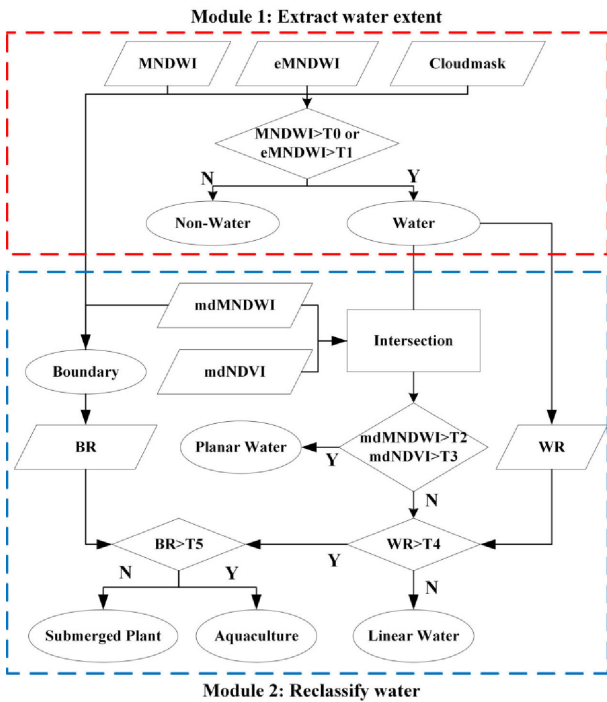 Module 1: Extract water extent
MNDWI
eMNDWI
Cloudmask
MNDWI>T0 or
eMNDWI>T1
N
Y
Non-Water
Water
mdMNDWI
Intersection
mdNDVI
Boundary
BR
Planar Water
mdMNDWI>T2
mdNDVI>T3
WR
Y
N
BR>T5
WR>T4
Y
N
Y
N
Submerged Plant
Aquaculture
Linear Water
Module 2: Reclassify water